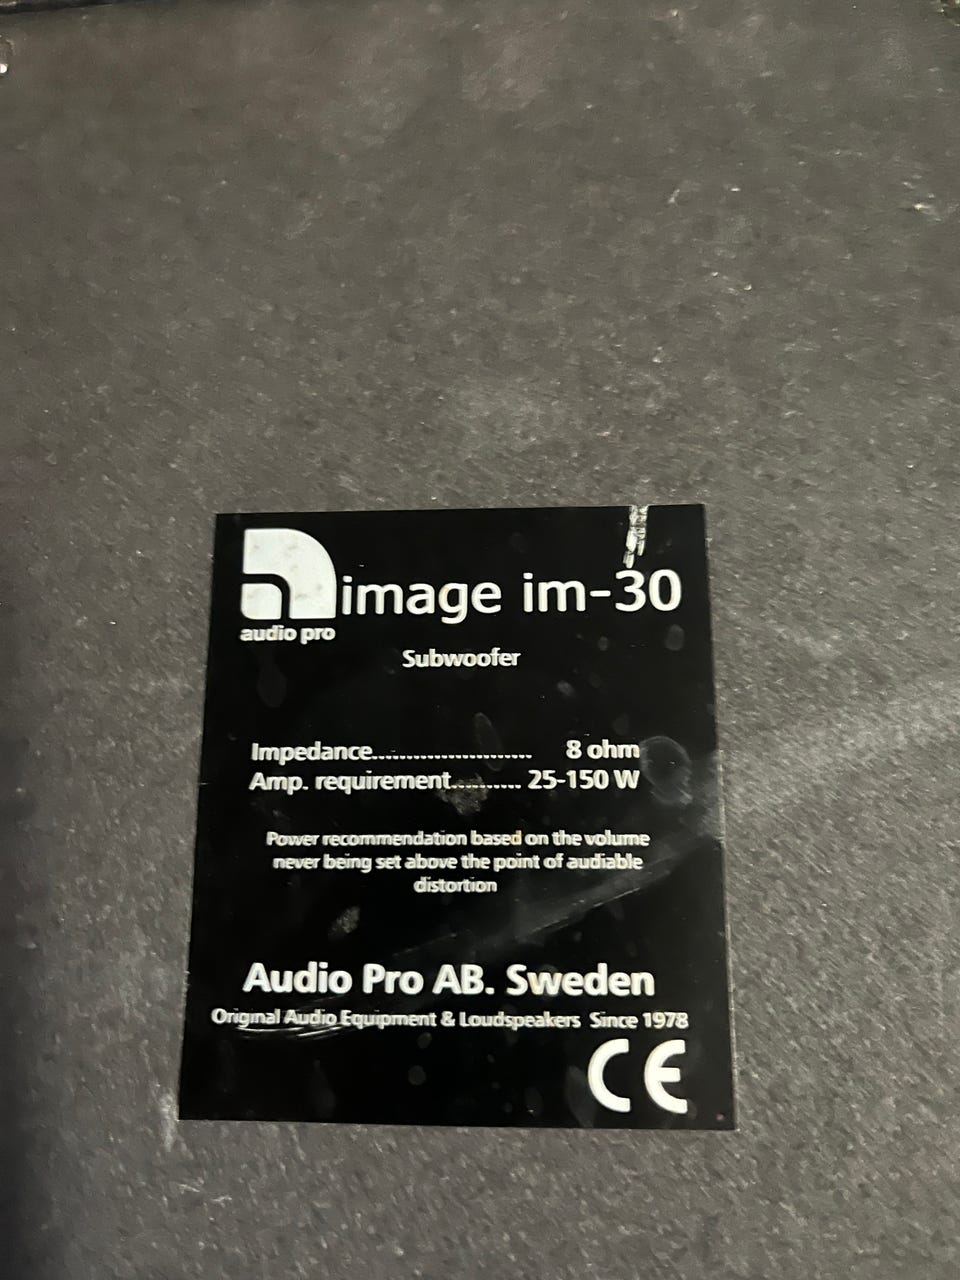 image im-30
audio pro
Subwoofer
Impedance....................... 8 ohm
Amp. requirement.......... 25-150 W
Power recommendation based on the volume
never being set above the point of audiable
distortion
Audio Pro AB. Sweden
Original Audio Equipment & Loudspeakers Since 1978
CE